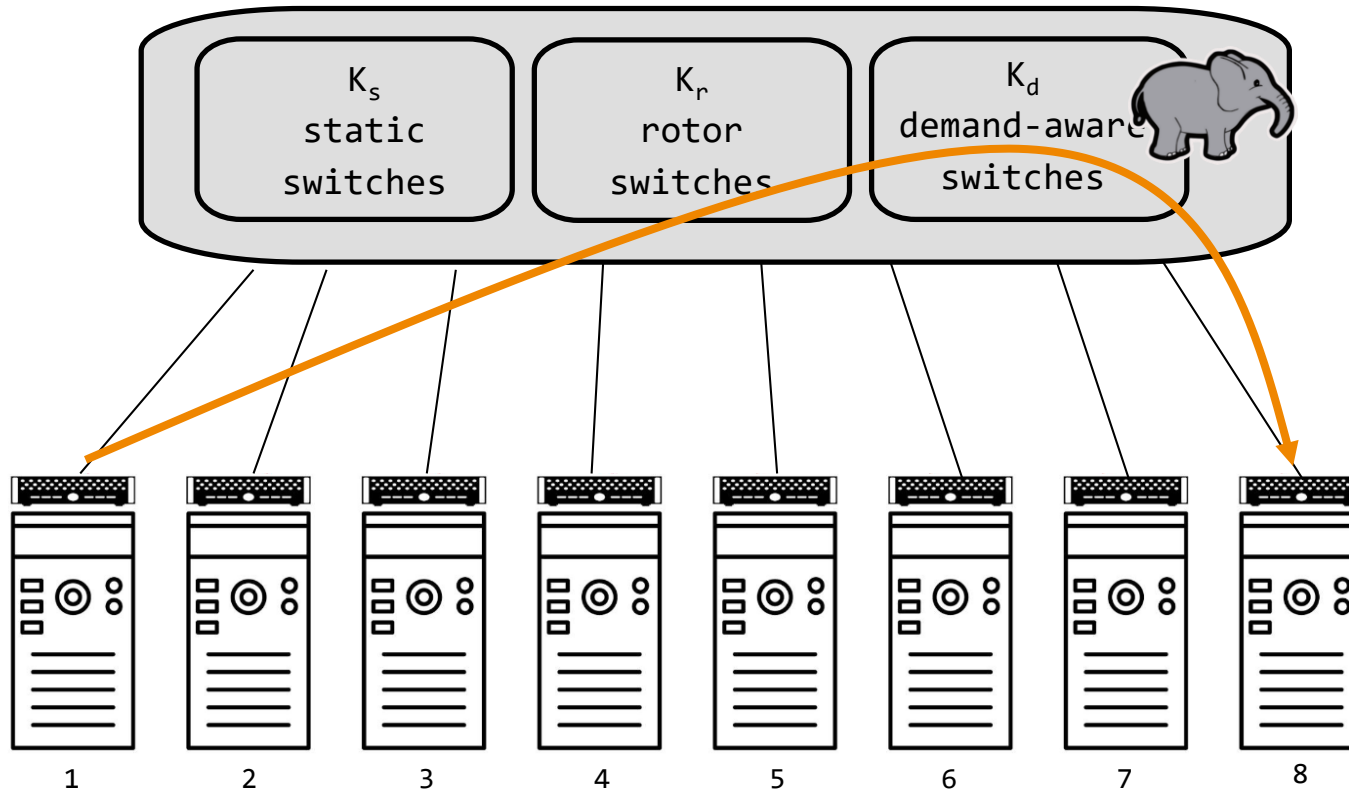 K_s
static
switches
K_r
rotor
switches
K_d
demand-aware
switches
1 2 3 4 5 6 7 8